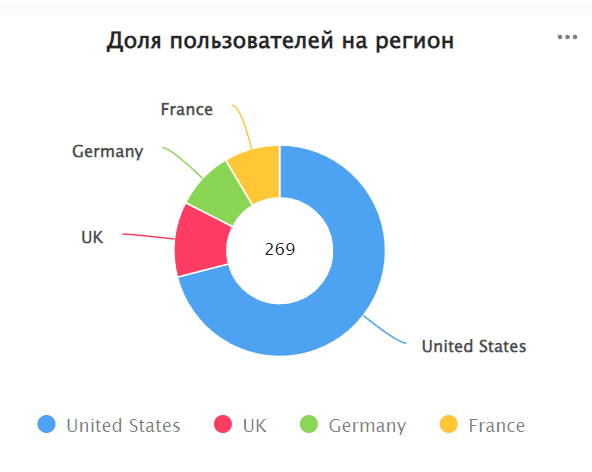 Доля пользователей на регион
France
Germany
UK
269
United States
United States UK Germany France